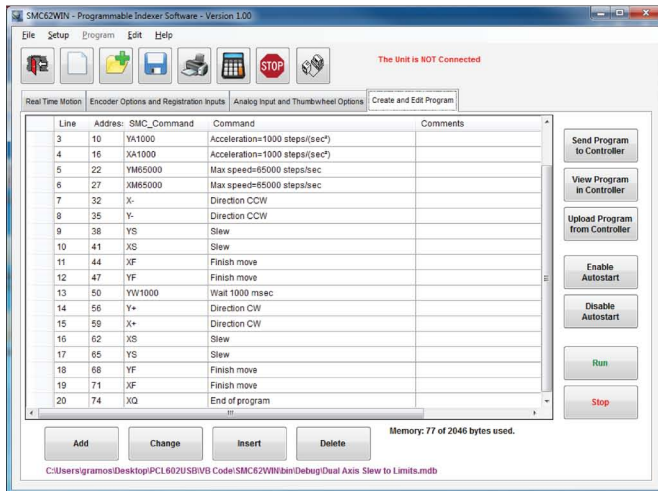 SMC62WIN - Programmable Indexer Software - Version 1.00
File Setup Program Edit Help
STOP
The Unit is NOT Connected
Real Time Motion Encoder Options and Registration Inputs Analog Input and Thumbwheel Options Create and Edit Program
Line Addres: SMC_Command Command Comments
3 10 YA1000 Acceleration=1000 steps/(sec²)
4 16 XA1000 Acceleration=1000 steps/(sec²)
5 22 YM65000 Max speed=65000 steps/sec
6 27 XM65000 Max speed=65000 steps/sec
7 32 X- Direction CCW
8 35 Y- Direction CCW
9 38 YS Slew
10 41 XS Slew
11 44 XF Finish move
12 47 YF Finish move
13 50 YW1000 Wait 1000 msec
14 56 Y+ Direction CW
15 59 X+ Direction CW
16 62 XS Slew
17 65 YS Slew
18 68 YF Finish move
19 71 XF Finish move
20 74 XQ End of program
Send Program
to Controller
View Program
in Controller
Upload Program
from Controller
Enable
Autostart
Disable
Autostart
Run
Stop
Add Change Insert Delete
Memory: 77 of 2046 bytes used.
C:\Users\gramos\Desktop\PCL602USB\VB Code\SMC62WIN\bin\Debug\Dual Axis Slew to Limits.mdb